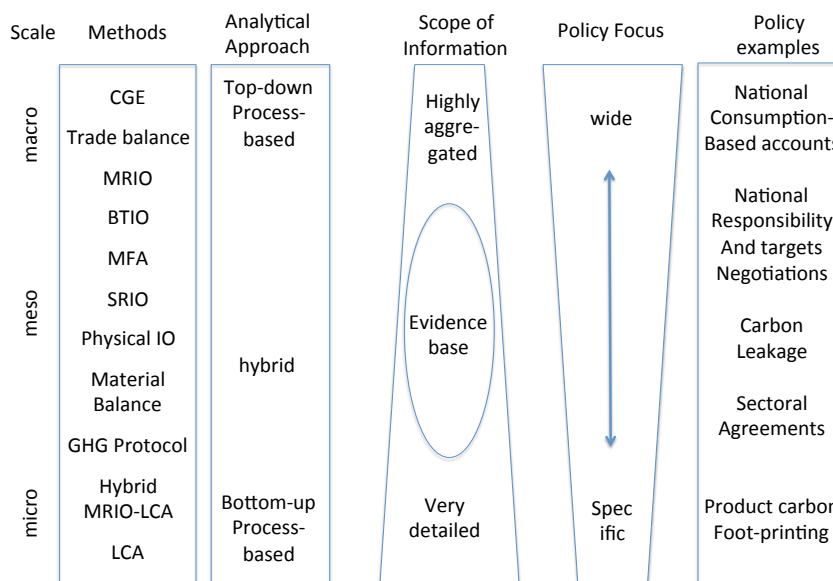 Scale
Methods
Analytical
Approach
Scope of
Information
Policy Focus
Policy
examples
macro
meso
micro
CGE
Trade balance
MRIO
BTIO
MFA
SRIO
Physical IO
Material
Balance
GHG Protocol
Hybrid
MRIO-LCA
LCA
Top-down
Process-
based
hybrid
Bottom-up
Process-
based
Highly
aggre-
gated
Evidence
base
Very
detailed
wide
Spec
ific
National
Consumption-
Based accounts
National
Responsibility
And targets
Negotiations
Carbon
Leakage
Sectoral
Agreements
Product carbon
Foot-printing